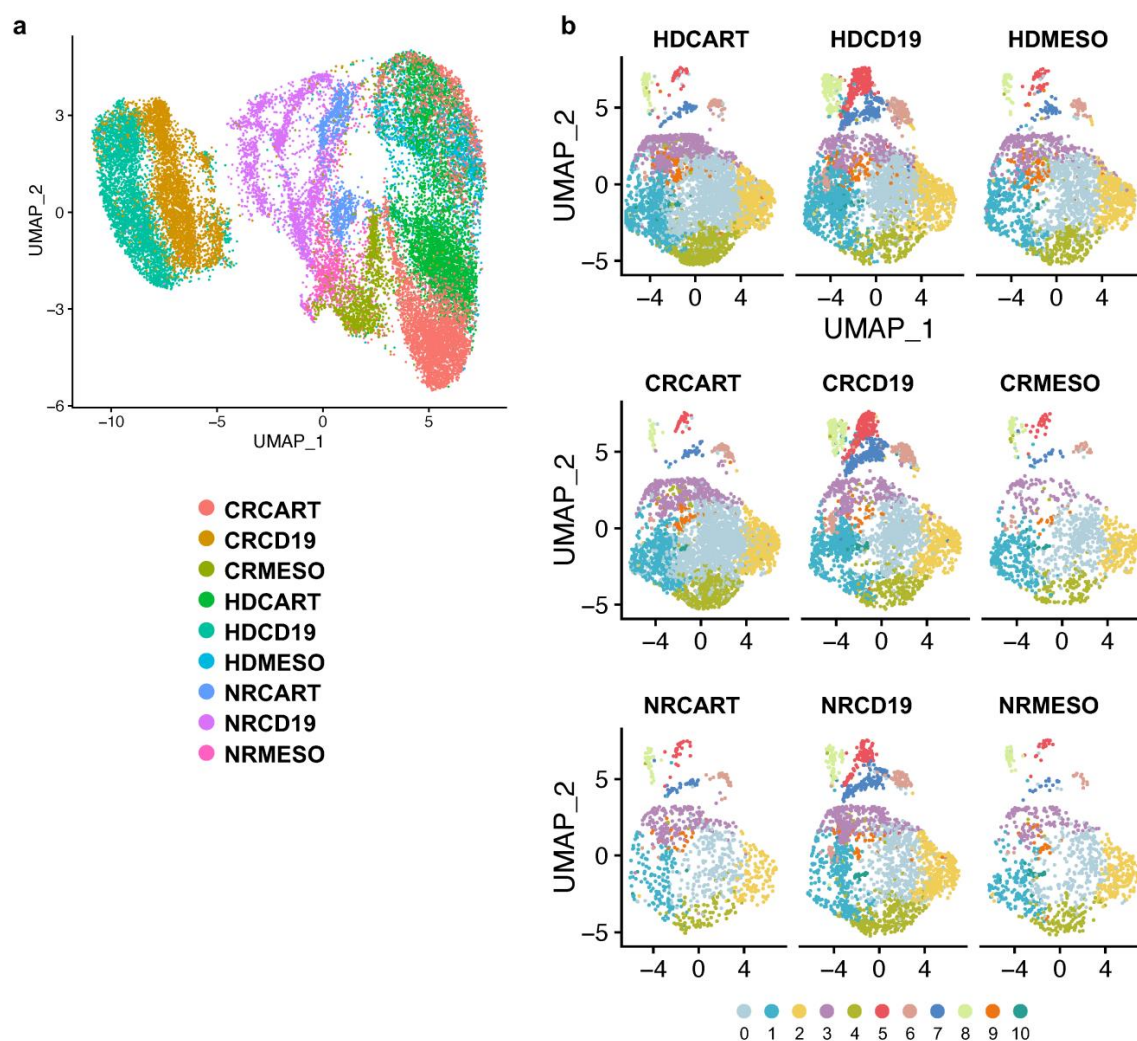 a
UMAP_2
3
0
−3
−6
−10 −5 0 5
UMAP_1
CRCART
CRCD19
CRMESO
HDCART
HDCD19
HDMESO
NRCART
NRCD19
NRMESO
b
HDCART HDCD19 HDMESO
UMAP_2
5
0
−5
−4 0 4 −4 0 4 −4 0 4
UMAP_1
CRCART CRCD19 CRMESO
UMAP_2
5
0
−5
−4 0 4 −4 0 4 −4 0 4
NRCART NRCD19 NRMESO
UMAP_2
5
0
−5
−4 0 4 −4 0 4 −4 0 4
0 1 2 3 4 5 6 7 8 9 10